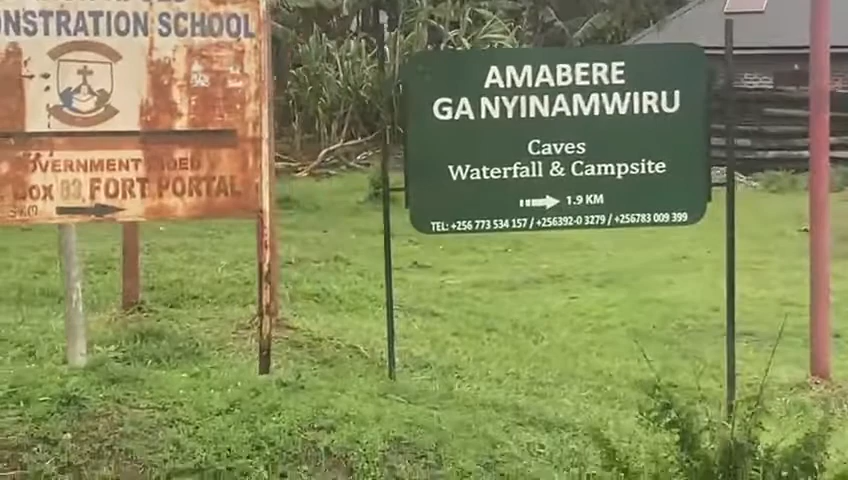 ONSTRATION SCHOOL
OVERNMENT AIDED
BOX 83, FORT PORTAL
AMABERE
GA NYINAMWIRU
Caves
Waterfall & Campsite
1.9 KM
TEL: +256 773 534 157 / +256392-0 3279 / +256783 009 399